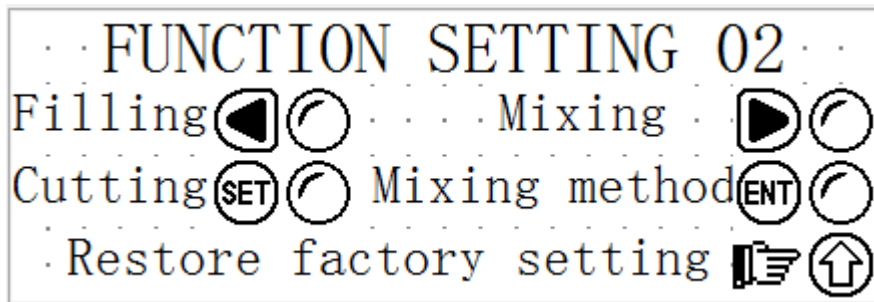 FUNCTION SETTING 02
Filling Mixing
Cutting SET Mixing method ENT
Restore factory setting